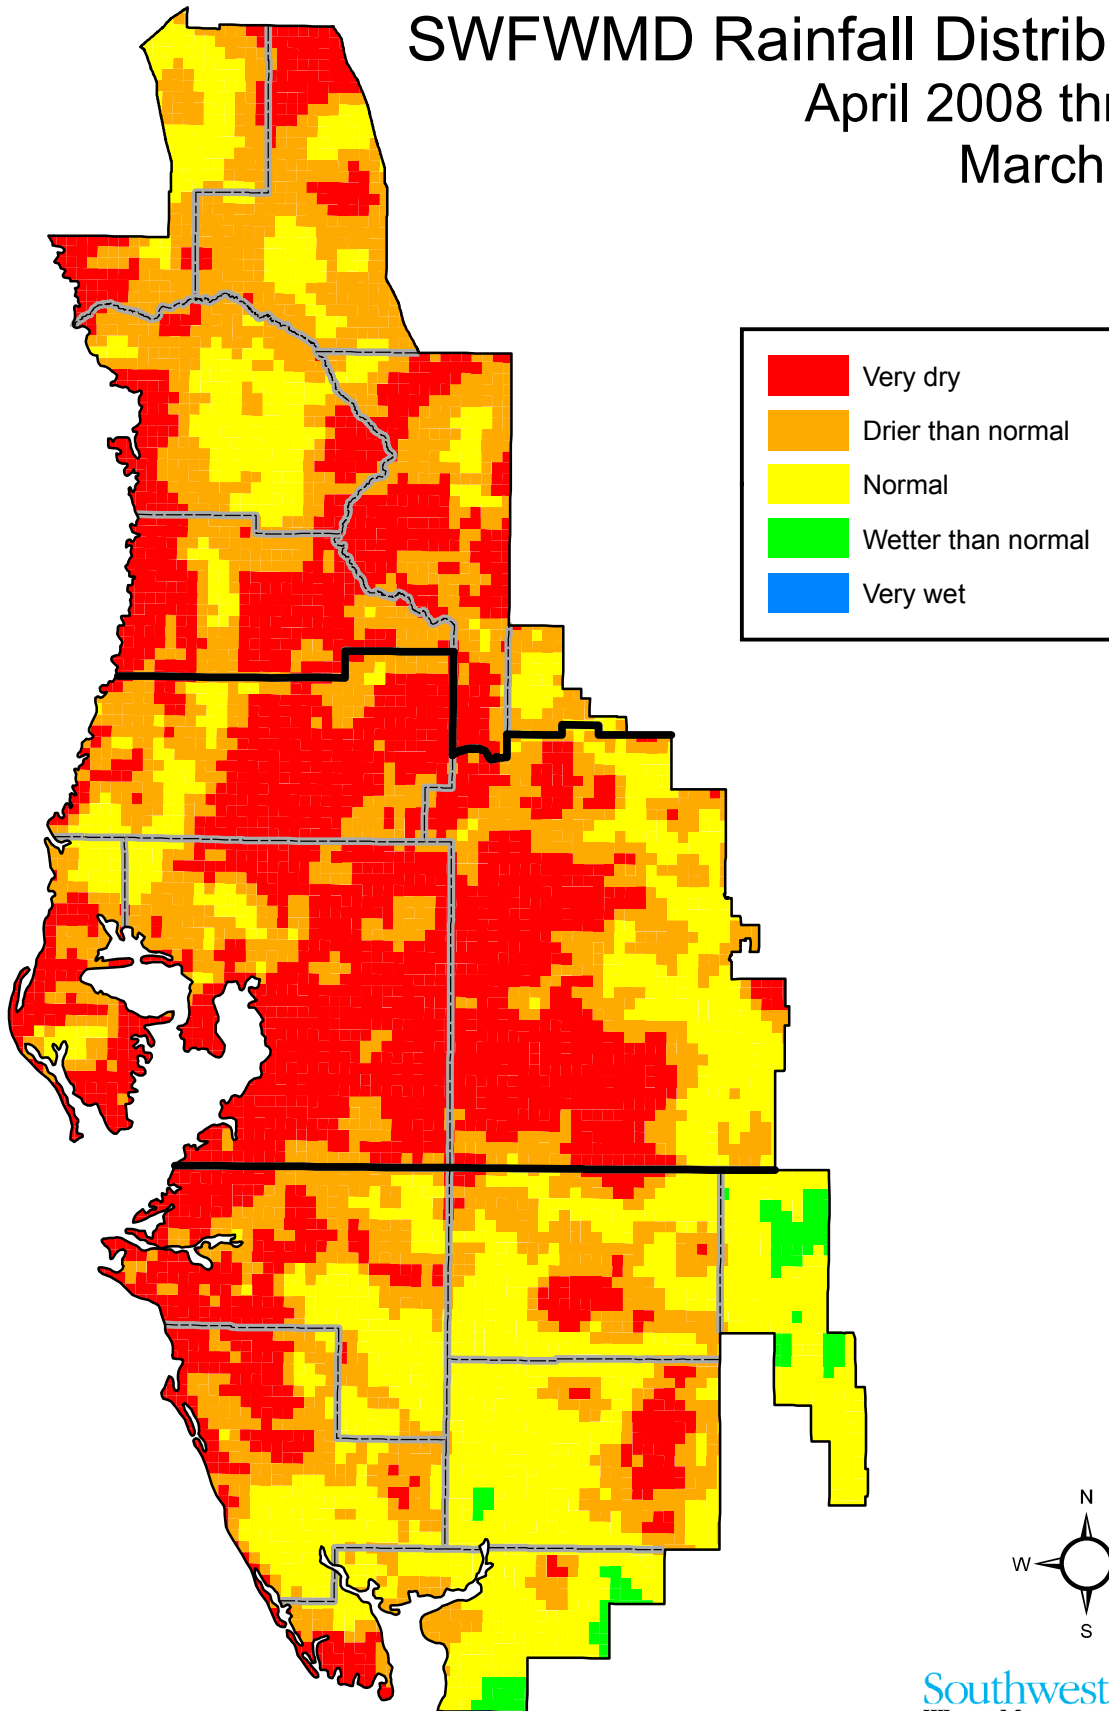 SWFWMD Rainfall Distrib
April 2008 thr
March
Very dry
Drier than normal
Normal
Wetter than normal
Very wet
N
W
S
Southwest